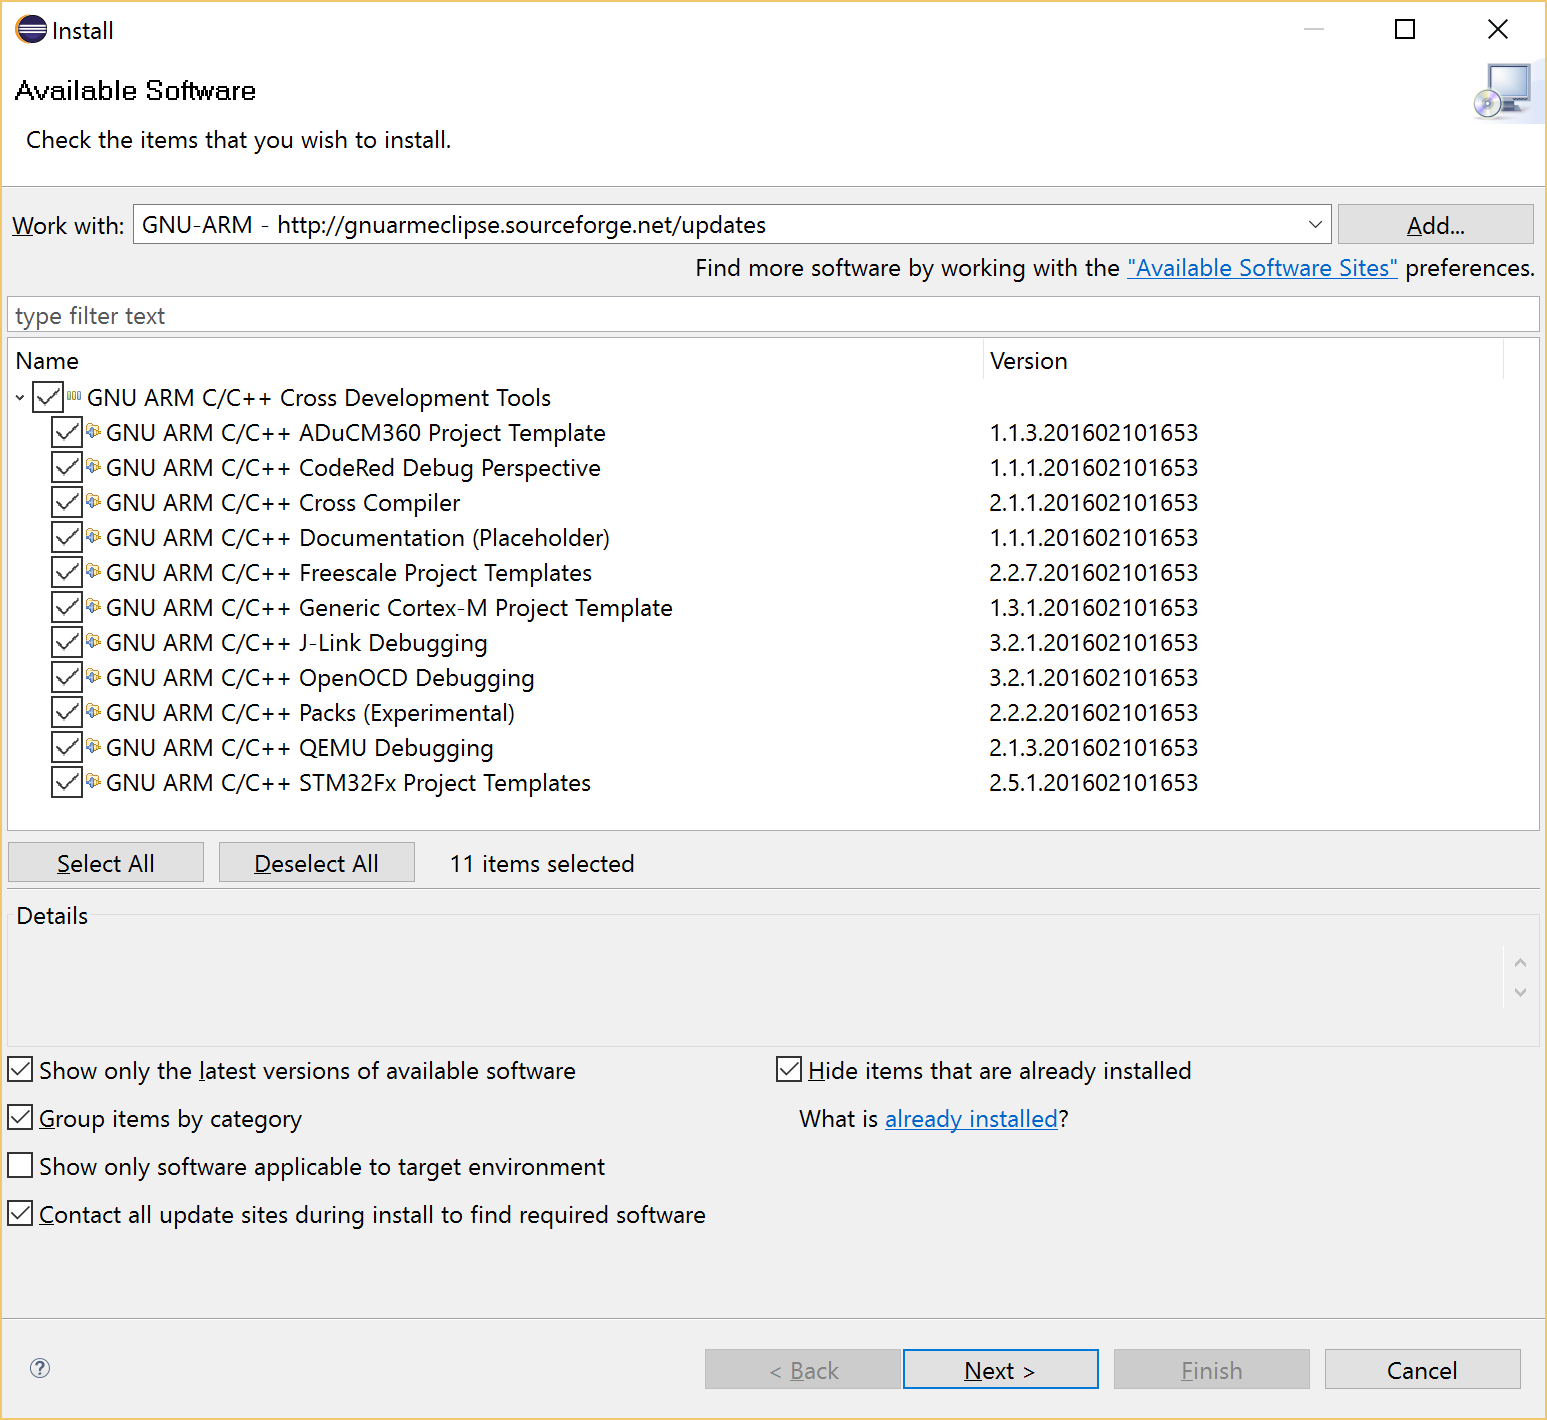 Install
Available Software
Check the items that you wish to install.
Work with: GNU-ARM - http://gnuarmeclipse.sourceforge.net/updates Add...
Find more software by working with the "Available Software Sites" preferences.
type filter text
Name Version
GNU ARM C/C++ Cross Development Tools
GNU ARM C/C++ ADuCM360 Project Template 1.1.3.201602101653
GNU ARM C/C++ CodeRed Debug Perspective 1.1.1.201602101653
GNU ARM C/C++ Cross Compiler 2.1.1.201602101653
GNU ARM C/C++ Documentation (Placeholder) 1.1.1.201602101653
GNU ARM C/C++ Freescale Project Templates 2.2.7.201602101653
GNU ARM C/C++ Generic Cortex-M Project Template 1.3.1.201602101653
GNU ARM C/C++ J-Link Debugging 3.2.1.201602101653
GNU ARM C/C++ OpenOCD Debugging 3.2.1.201602101653
GNU ARM C/C++ Packs (Experimental) 2.2.2.201602101653
GNU ARM C/C++ QEMU Debugging 2.1.3.201602101653
GNU ARM C/C++ STM32Fx Project Templates 2.5.1.201602101653
Select All Deselect All 11 items selected
Details
Show only the latest versions of available software Hide items that are already installed
Group items by category What is already installed?
Show only software applicable to target environment
Contact all update sites during install to find required software
? < Back Next > Finish Cancel